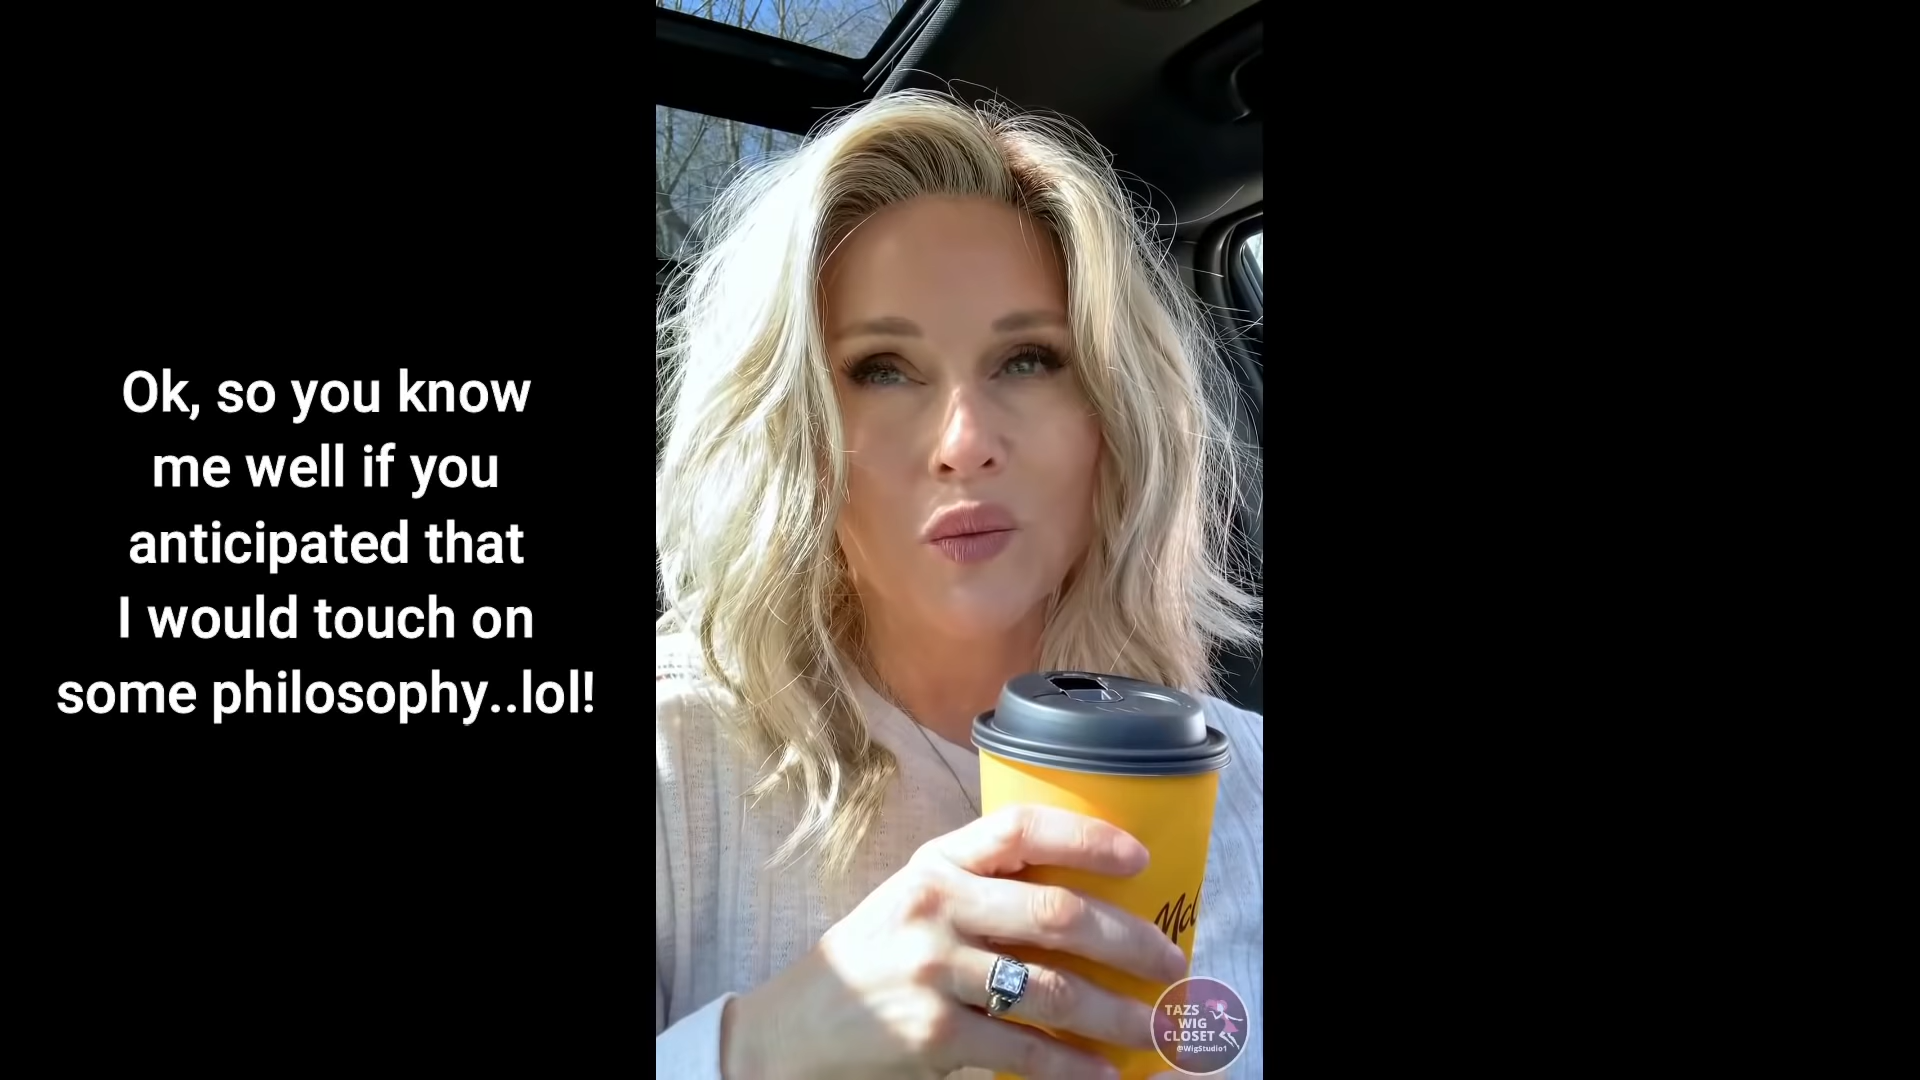 Ok, so you know
me well if you
anticipated that
I would touch on
some philosophy..lol!
TAZS
WIG
CLOSET
@WigStudio1